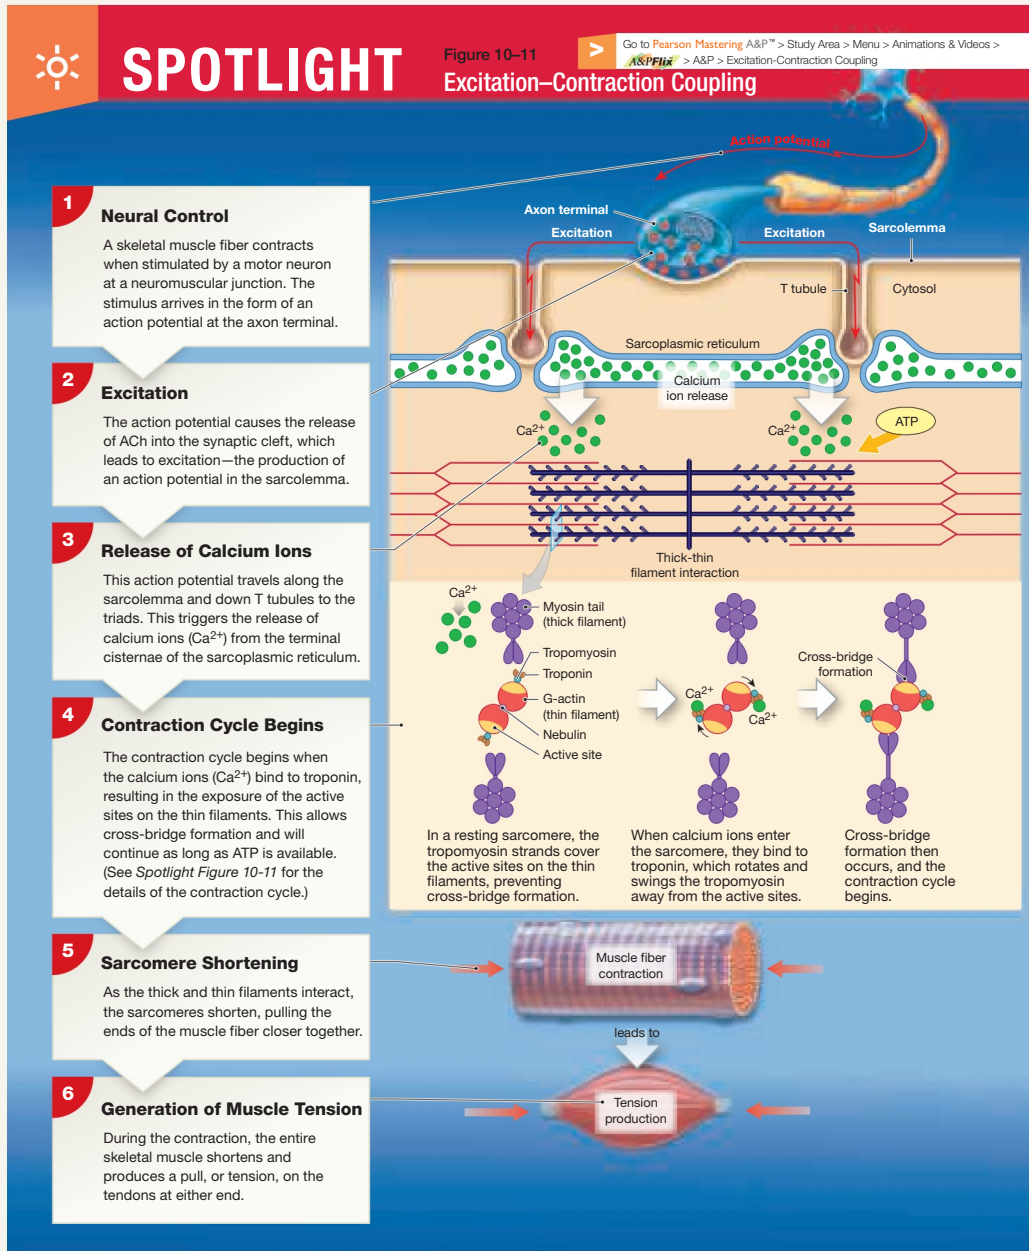 SPOTLIGHT
Figure 10–11
Excitation–Contraction Coupling
> Go to Pearson Mastering A&P™ > Study Area > Menu > Animations & Videos >
A&PFlix > A&P > Excitation-Contraction Coupling
1
Neural Control
A skeletal muscle fiber contracts
when stimulated by a motor neuron
at a neuromuscular junction. The
stimulus arrives in the form of an
action potential at the axon terminal.
2
Excitation
The action potential causes the release
of ACh into the synaptic cleft, which
leads to excitation—the production of
an action potential in the sarcolemma.
3
Release of Calcium Ions
This action potential travels along the
sarcolemma and down T tubules to the
triads. This triggers the release of
calcium ions (Ca2+) from the terminal
cisternae of the sarcoplasmic reticulum.
4
Contraction Cycle Begins
The contraction cycle begins when
the calcium ions (Ca2+) bind to troponin,
resulting in the exposure of the active
sites on the thin filaments. This allows
cross-bridge formation and will
continue as long as ATP is available.
(See Spotlight Figure 10-11 for the
details of the contraction cycle.)
5
Sarcomere Shortening
As the thick and thin filaments interact,
the sarcomeres shorten, pulling the
ends of the muscle fiber closer together.
6
Generation of Muscle Tension
During the contraction, the entire
skeletal muscle shortens and
produces a pull, or tension, on the
tendons at either end.
Action potential
Axon terminal
Excitation
Excitation
Sarcolemma
T tubule
Cytosol
Sarcoplasmic reticulum
Calcium
ion release
Ca2+
Ca2+
ATP
Thick-thin
filament interaction
Ca2+
Myosin tail
(thick filament)
Tropomyosin
Troponin
G-actin
(thin filament)
Nebulin
Active site
Ca2+
Ca2+
Cross-bridge
formation
In a resting sarcomere, the
tropomyosin strands cover
the active sites on the thin
filaments, preventing
cross-bridge formation.
When calcium ions enter
the sarcomere, they bind to
troponin, which rotates and
swings the tropomyosin
away from the active sites.
Cross-bridge
formation then
occurs, and the
contraction cycle
begins.
Muscle fiber
contraction
leads to
Tension
production